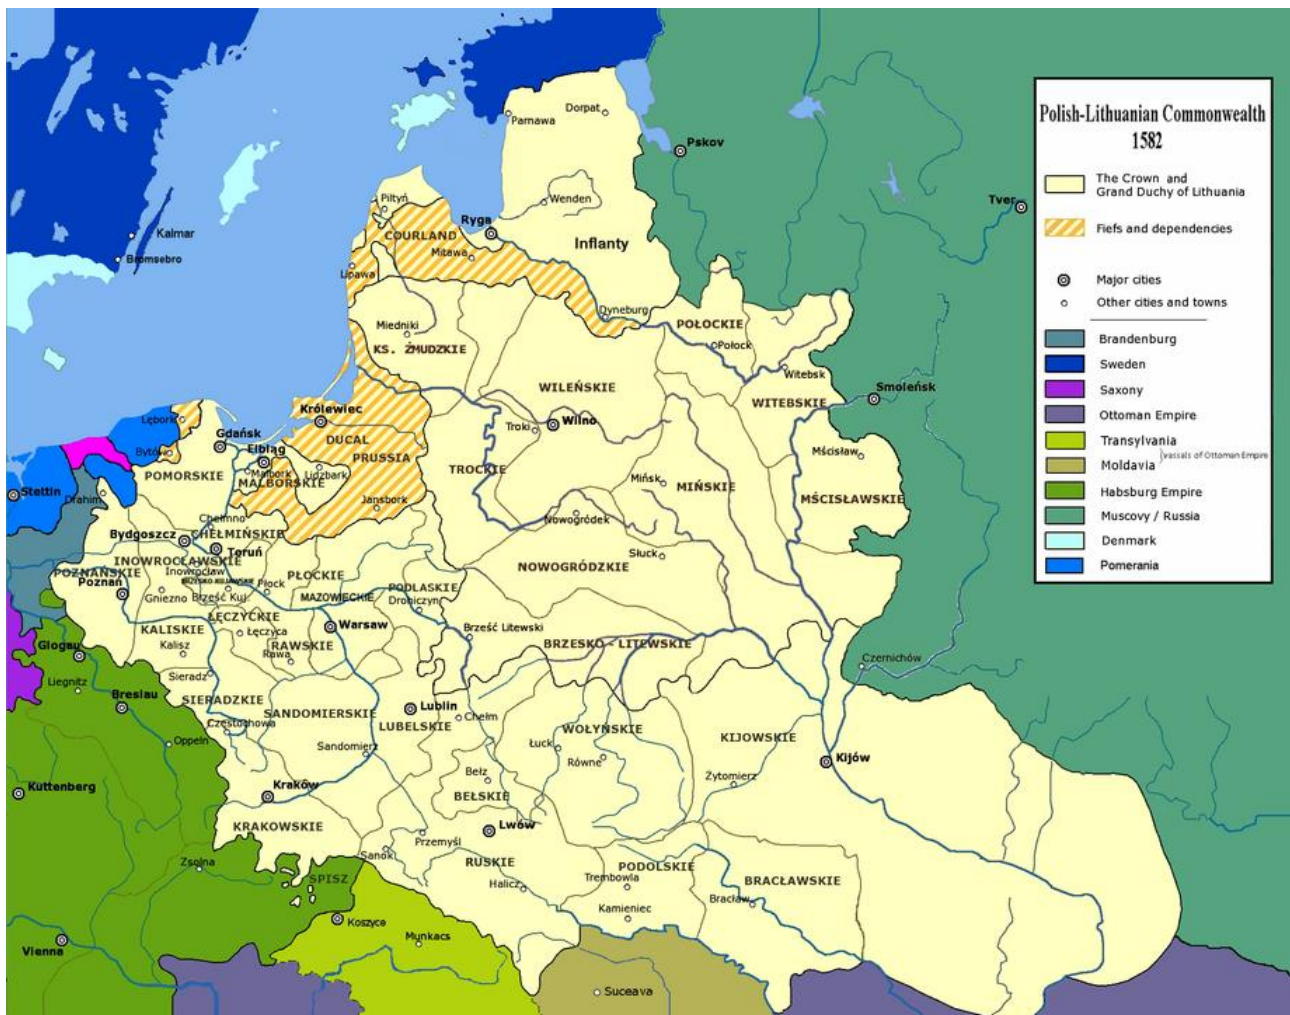 Polish-Lithuanian Commonwealth
1582
The Crown and
Grand Duchy of Lithuania
Fiefs and dependencies
Major cities
Other cities and towns
Brandenburg
Sweden
Saxony
Ottoman Empire
Transylvania
Moldavia
vassals of Ottoman Empire
Habsburg Empire
Muscovy / Russia
Denmark
Pomerania
Parnawa
Dorpat
Pskov
Tver
Kalmar
Bromsebro
Piltyń
Wenden
Ryga
COURLAND
Mitawa
Inflanty
Lipawa
Dyneburg
Miedniki
KS. ŻMUDZKIE
POŁOCKIE
Połock
Witebsk
WILEŃSKIE
WITEBSKIE
Smoleńsk
Lębork
Królewiec
Gdańsk
Troki
Wilno
Bytów
Elbląg
DUCAL
PRUSSIA
Mścisław
POMORSKIE
Malbork
Lidzbark
MALBORSKIE
TROCKIE
Mińsk
MIŃSKIE
MŚCISŁAWSKIE
Stettin
Drahim
Jansbork
Chełmno
Nowogródek
Bydgoszcz
CHEŁMIŃSKIE
Toruń
Słuck
INOWROCŁAWSKIE
Inowrocław
POZNAŃSKIE
BRZESKO-KUJAWSKIE
PŁOCKIE
NOWOGRÓDZKIE
Poznań
Gniezno
Brześć Kuj.
Płock
MAZOWIECKIE
PODLASKIE
Drohiczyn
ŁĘCZYCKIE
Łęczyca
Warsaw
Brześć Litewski
KALISKIE
Kalisz
RAWSKIE
Rawa
BRZESKO - LITEWSKIE
Glogau
Czernichów
Sieradz
Liegnitz
Breslau
SIERADZKIE
SANDOMIERSKIE
Lublin
LUBELSKIE
Chełm
Częstochowa
WOŁYŃSKIE
KIJOWSKIE
Oppeln
Sandomierz
Łuck
Równe
Kijów
Bełz
Żytomierz
Kuttenberg
Kraków
BEŁSKIE
KRAKOWSKIE
Lwów
Przemyśl
Sanok
Zsolna
SPISZ
RUSKIE
Halicz
PODOLSKIE
Trembowla
BRACŁAWSKIE
Bracław
Kamieniec
Koszyce
Vienna
Munkacs
Suceava